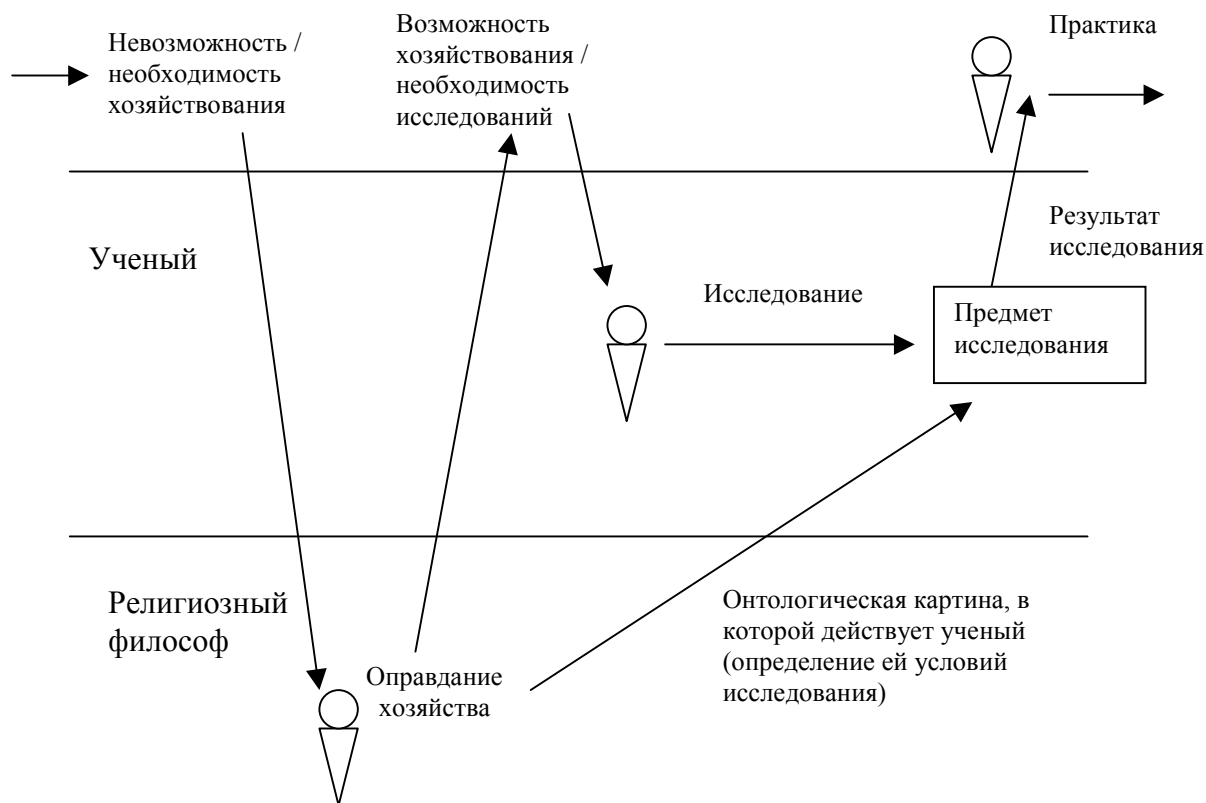 Невозможность /
необходимость
хозяйствования
Возможность
хозяйствования /
необходимость
исследований
Практика
Ученый
Результат
исследования
Исследование
Предмет
исследования
Религиозный
философ
Оправдание
хозяйства
Онтологическая картина, в
которой действует ученый
(определение ей условий
исследования)